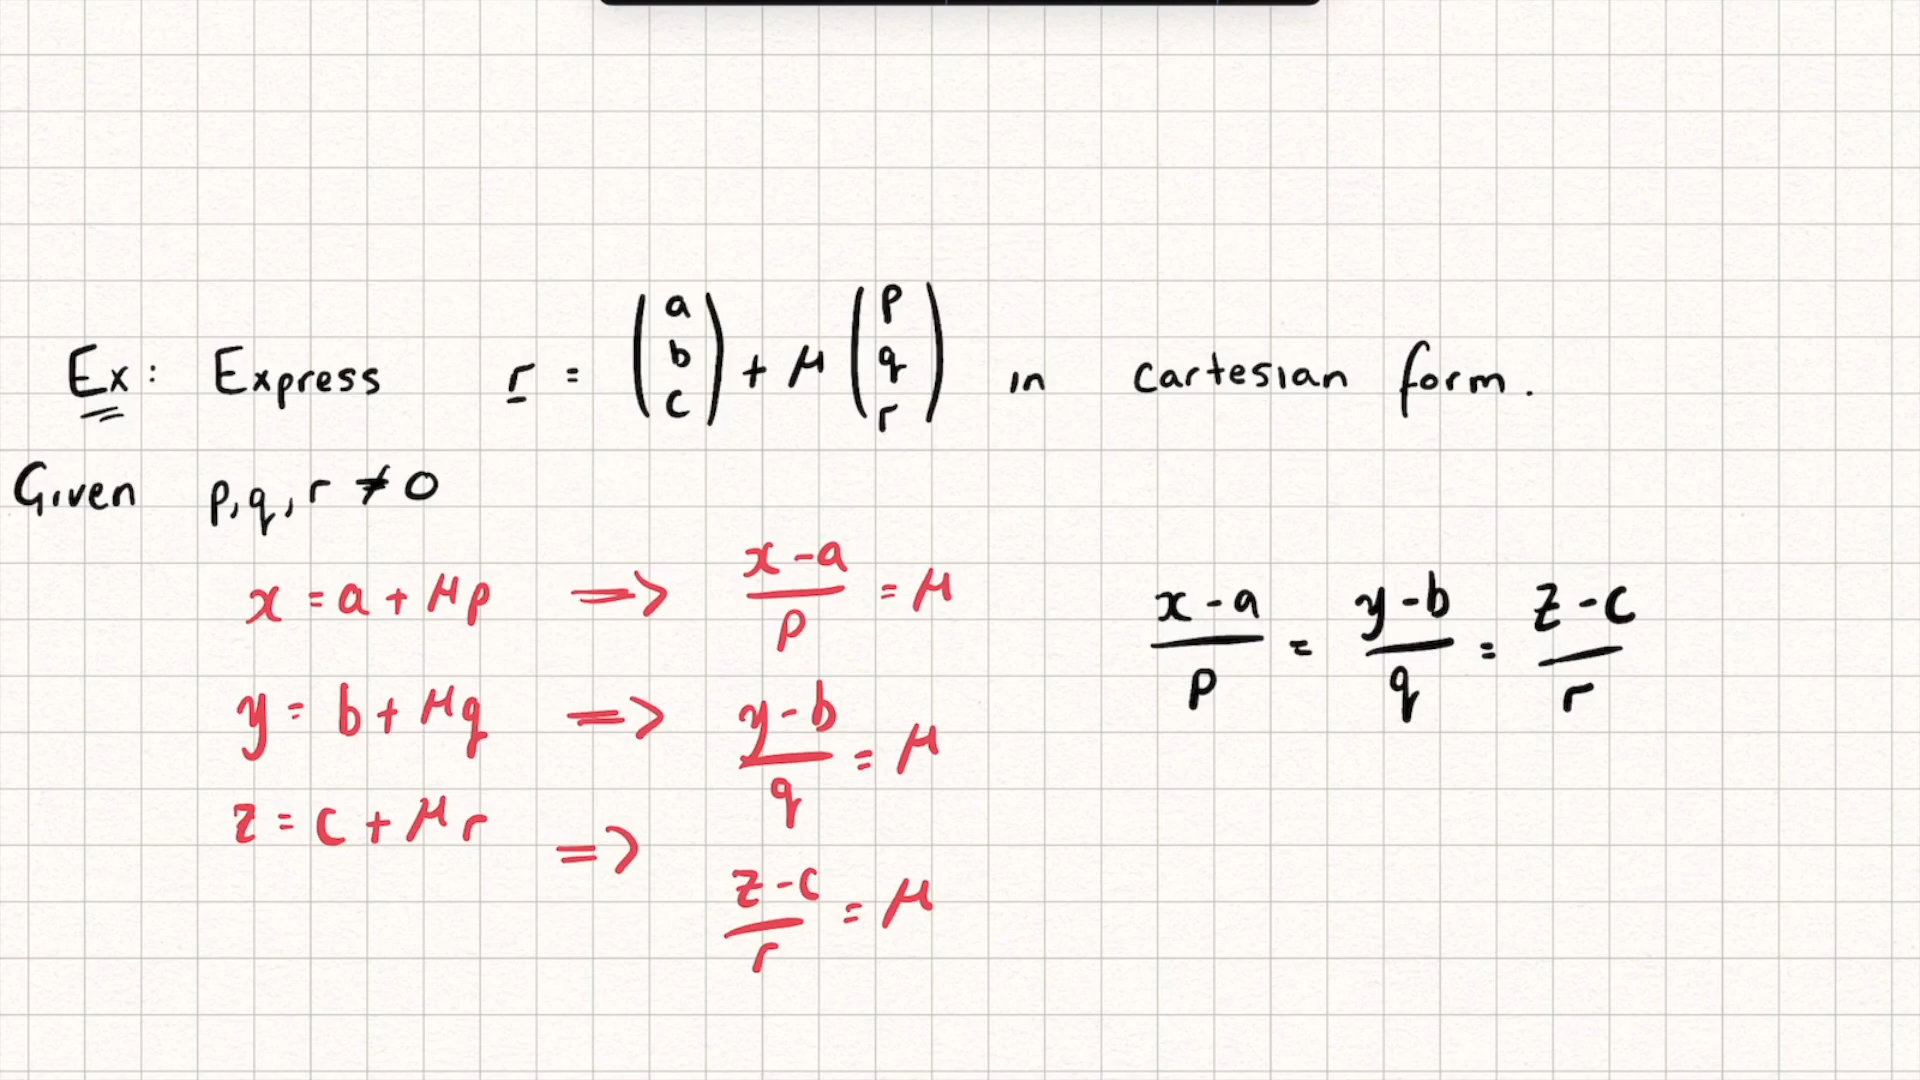 Ex: Express r = (a b c) + μ (p q r) in cartesian form.
Given p, q, r ≠ 0
x = a + μp => (x - a)/p = μ
y = b + μq => (y - b)/q = μ
z = c + μr => (z - c)/r = μ
(x - a)/p = (y - b)/q = (z - c)/r